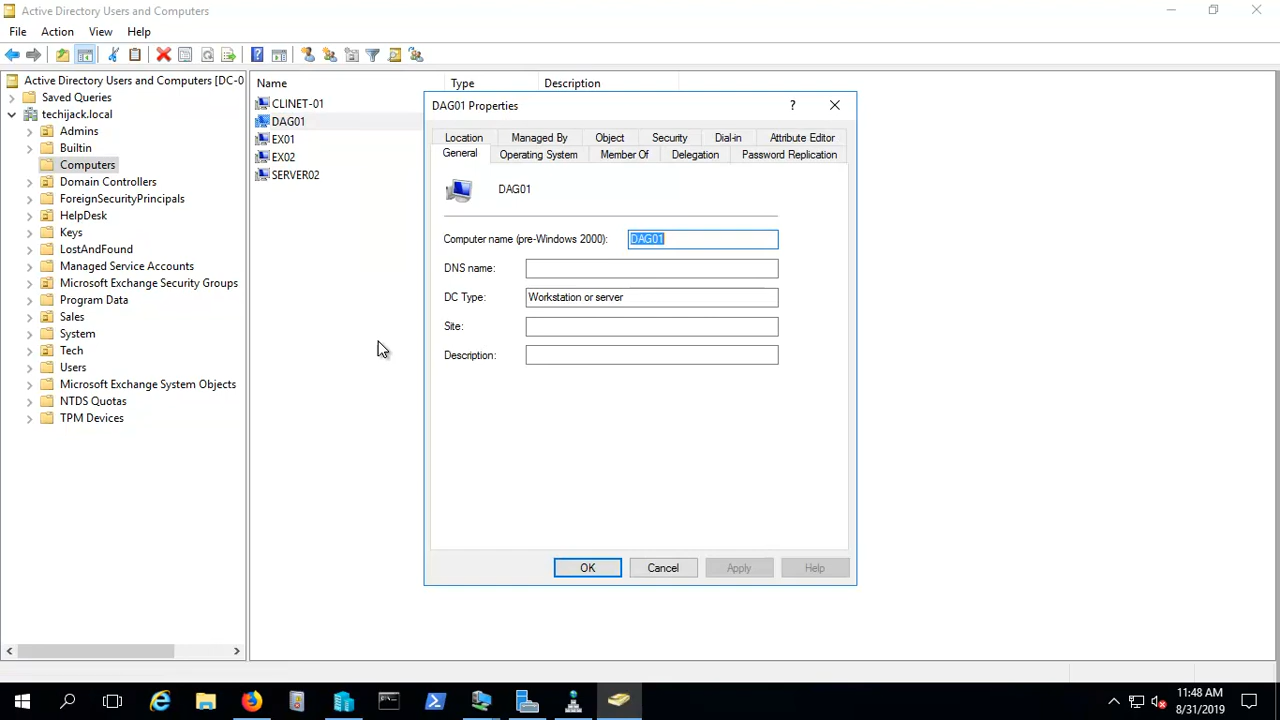 Active Directory Users and Computers
File Action View Help
Active Directory Users and Computers [DC-0
Saved Queries
techijack.local
Admins
Builtin
Computers
Domain Controllers
ForeignSecurityPrincipals
HelpDesk
Keys
LostAndFound
Managed Service Accounts
Microsoft Exchange Security Groups
Program Data
Sales
System
Tech
Users
Microsoft Exchange System Objects
NTDS Quotas
TPM Devices
Name Type Description
CLINET-01
DAG01
EX01
EX02
SERVER02
DAG01 Properties
?
Location Managed By Object Security Dial-in Attribute Editor
General Operating System Member Of Delegation Password Replication
DAG01
Computer name (pre-Windows 2000): DAG01
DNS name:
DC Type: Workstation or server
Site:
Description:
OK Cancel Apply Help
11:48 AM
8/31/2019